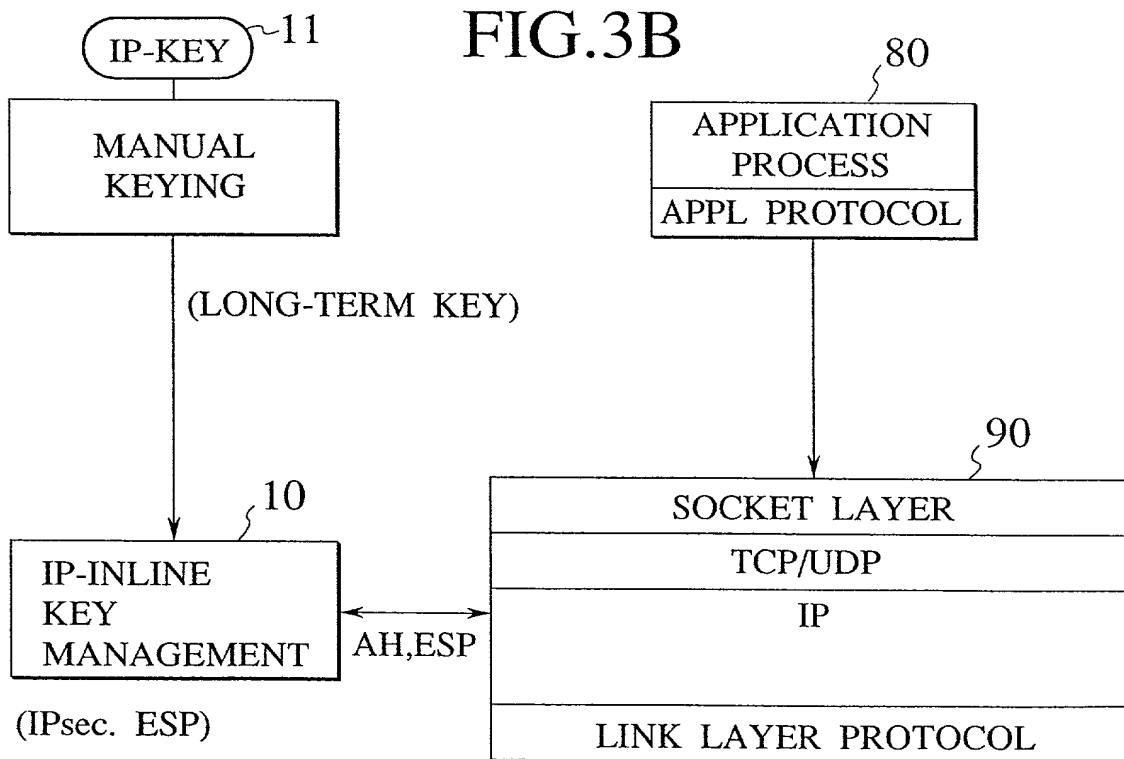 FIG.3B
IP-KEY
11
MANUAL
KEYING
(LONG-TERM KEY)
80
APPLICATION
PROCESS
APPL PROTOCOL
10
IP-INLINE
KEY
MANAGEMENT
(IPsec. ESP)
AH,ESP
90
SOCKET LAYER
TCP/UDP
IP
LINK LAYER PROTOCOL